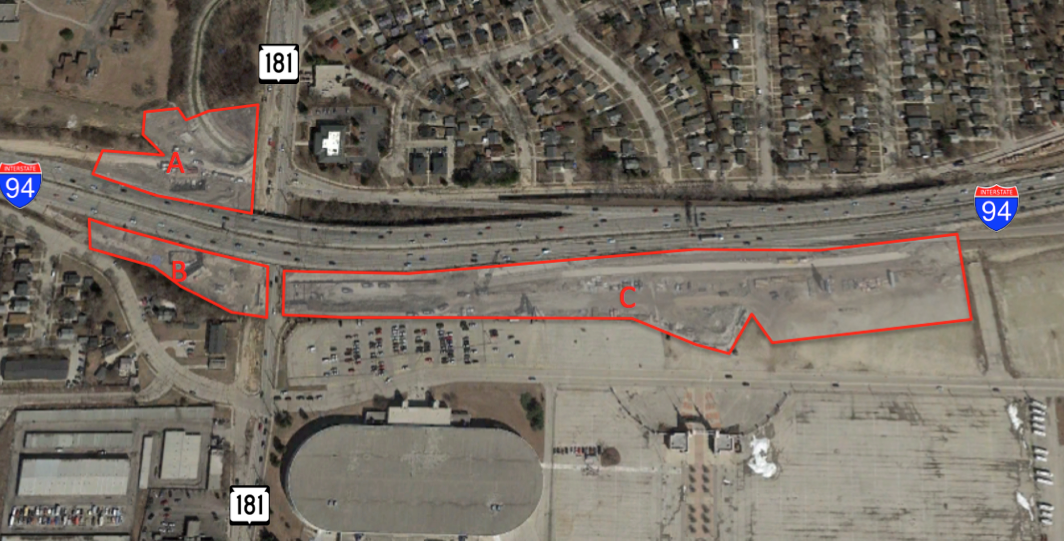 181
A
INTERSTATE
94
INTERSTATE
94
B
C
181